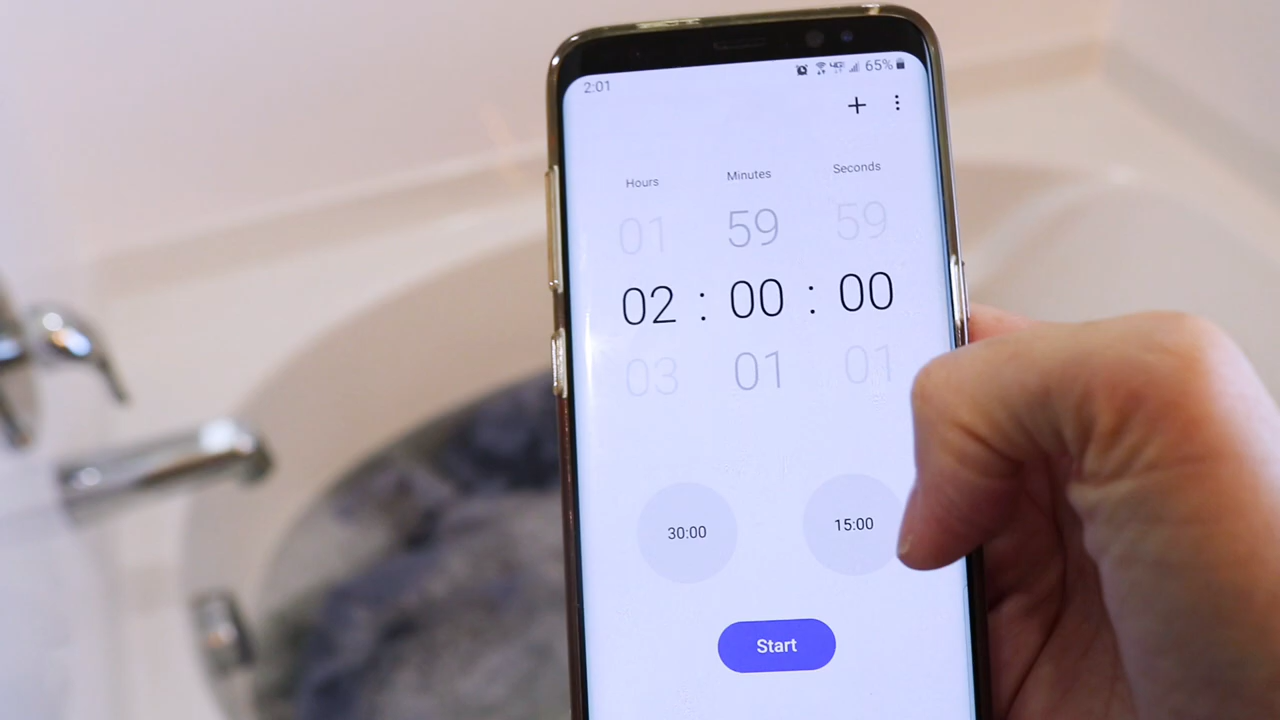 2:01 65%
+
Hours Minutes Seconds
01 59 59
02 : 00 : 00
03 01 01
30:00 15:00
Start